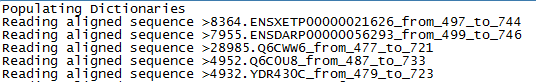 Populating Dictionaries
Reading aligned sequence >8364.ENSXETP00000021626_from_497_to_744
Reading aligned sequence >7955.ENSDARP00000056293_from_499_to_746
Reading aligned sequence >28985.Q6CWW6_from_477_to_721
Reading aligned sequence >4952.Q6C0U8_from_487_to_733
Reading aligned sequence >4932.YDR430C_from_479_to_723